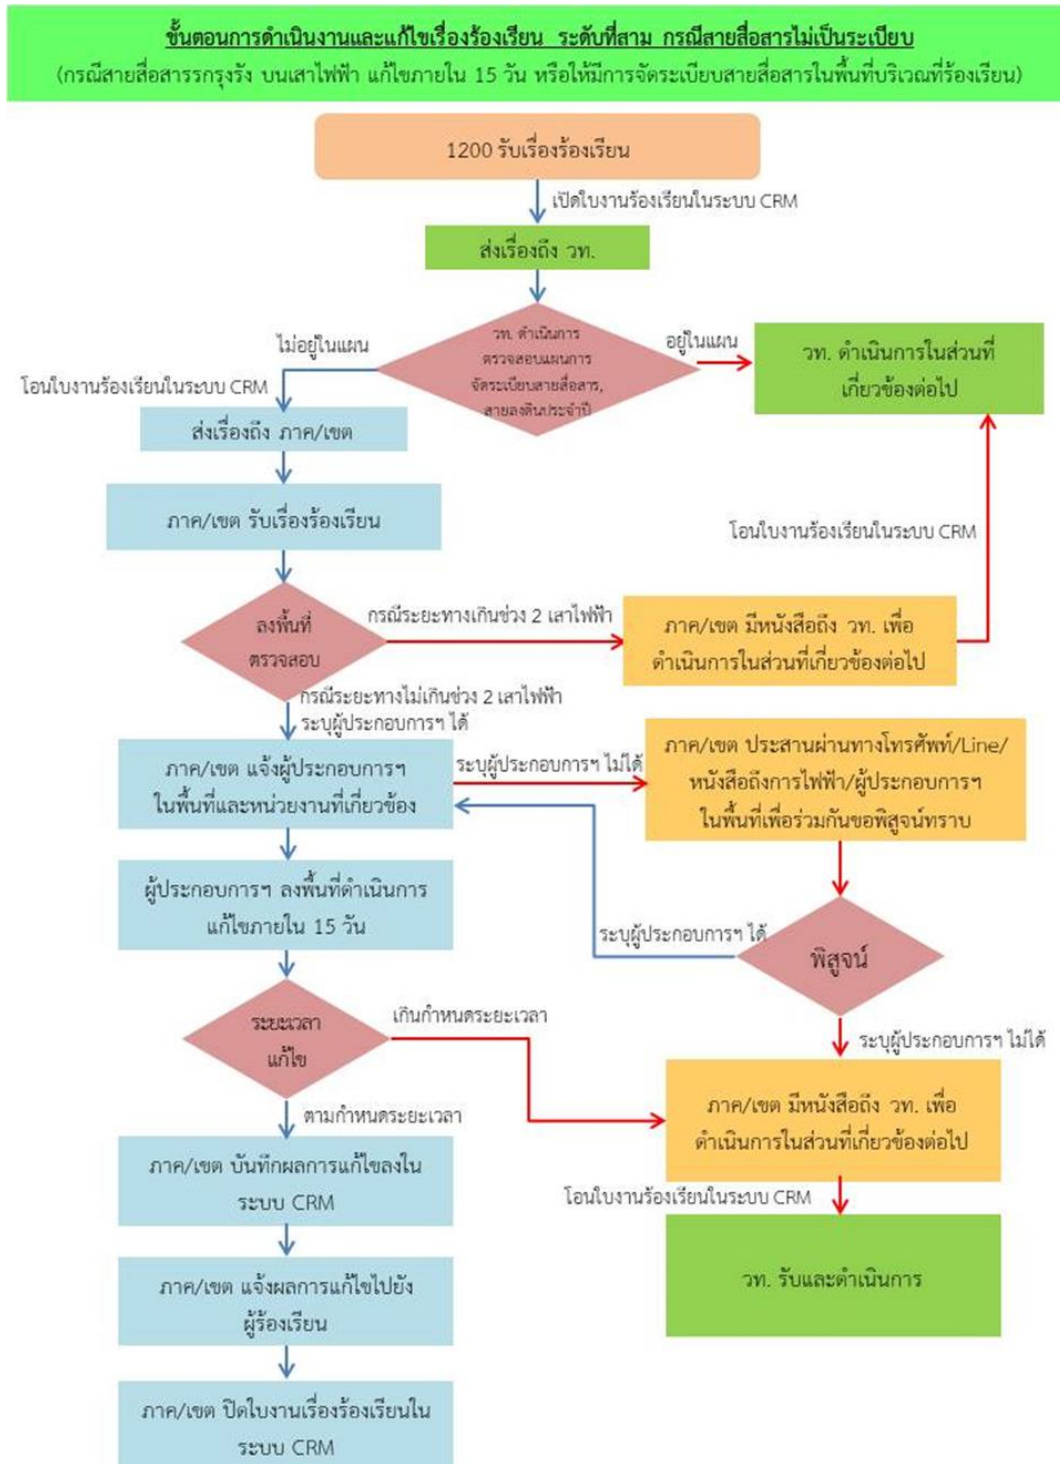 ขั้นตอนการดำเนินงานและแก้ไขเรื่องร้องเรียน ระดับที่สาม กรณีสายสื่อสารไม่เป็นระเบียบ
(กรณีสายสื่อสารรกรุงรัง บนเสาไฟฟ้า แก้ไขภายใน 15 วัน หรือให้มีการจัดระเบียบสายสื่อสารในพื้นที่บริเวณที่ร้องเรียน)
1200 รับเรื่องร้องเรียน
เปิดใบงานร้องเรียนในระบบ CRM
ส่งเรื่องถึง วท.
วท. ดำเนินการ
ตรวจสอบแผนการ
จัดระเบียบสายสื่อสาร,
สายลงดินประจำปี
ไม่อยู่ในแผน
อยู่ในแผน
วท. ดำเนินการในส่วนที่
เกี่ยวข้องต่อไป
โอนใบงานร้องเรียนในระบบ CRM
ส่งเรื่องถึง ภาค/เขต
ภาค/เขต รับเรื่องร้องเรียน
โอนใบงานร้องเรียนในระบบ CRM
ลงพื้นที่
ตรวจสอบ
กรณีระยะทางเกินช่วง 2 เสาไฟฟ้า
ภาค/เขต มีหนังสือถึง วท. เพื่อ
ดำเนินการในส่วนที่เกี่ยวข้องต่อไป
กรณีระยะทางไม่เกินช่วง 2 เสาไฟฟ้า
ระบุผู้ประกอบการฯ ได้
ภาค/เขต แจ้งผู้ประกอบการฯ
ในพื้นที่และหน่วยงานที่เกี่ยวข้อง
ระบุผู้ประกอบการฯ ไม่ได้
ภาค/เขต ประสานผ่านทางโทรศัพท์/Line/
หนังสือถึงการไฟฟ้า/ผู้ประกอบการฯ
ในพื้นที่เพื่อร่วมกันขอพิสูจน์ทราบ
ผู้ประกอบการฯ ลงพื้นที่ดำเนินการ
แก้ไขภายใน 15 วัน
ระบุผู้ประกอบการฯ ได้
พิสูจน์
ระยะเวลา
แก้ไข
เกินกำหนดระยะเวลา
ระบุผู้ประกอบการฯ ไม่ได้
ภาค/เขต มีหนังสือถึง วท. เพื่อ
ดำเนินการในส่วนที่เกี่ยวข้องต่อไป
ตามกำหนดระยะเวลา
ภาค/เขต บันทึกผลการแก้ไขลงใน
ระบบ CRM
โอนใบงานร้องเรียนในระบบ CRM
วท. รับและดำเนินการ
ภาค/เขต แจ้งผลการแก้ไขไปยัง
ผู้ร้องเรียน
ภาค/เขต ปิดใบงานเรื่องร้องเรียนใน
ระบบ CRM